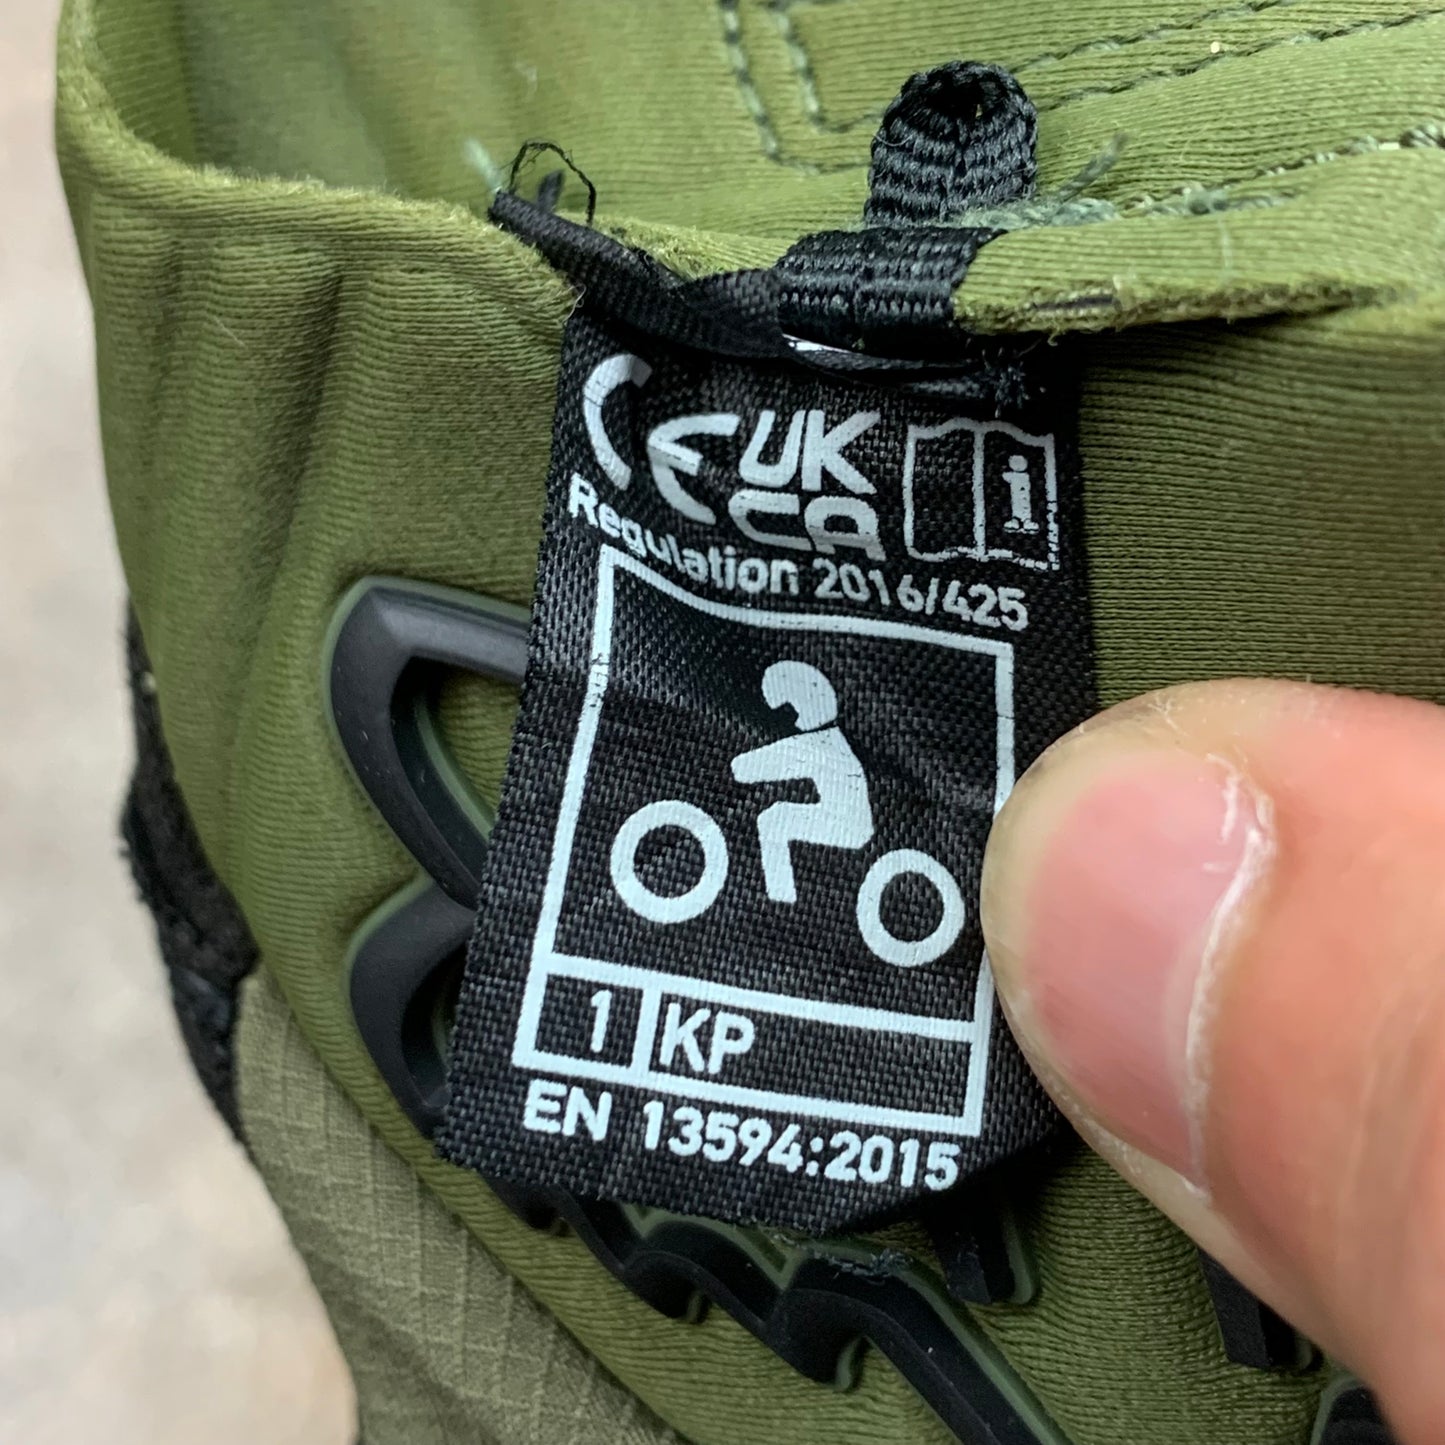 CE UK
CA i
Regulation 2016/425
1 KP
EN 13594:2015